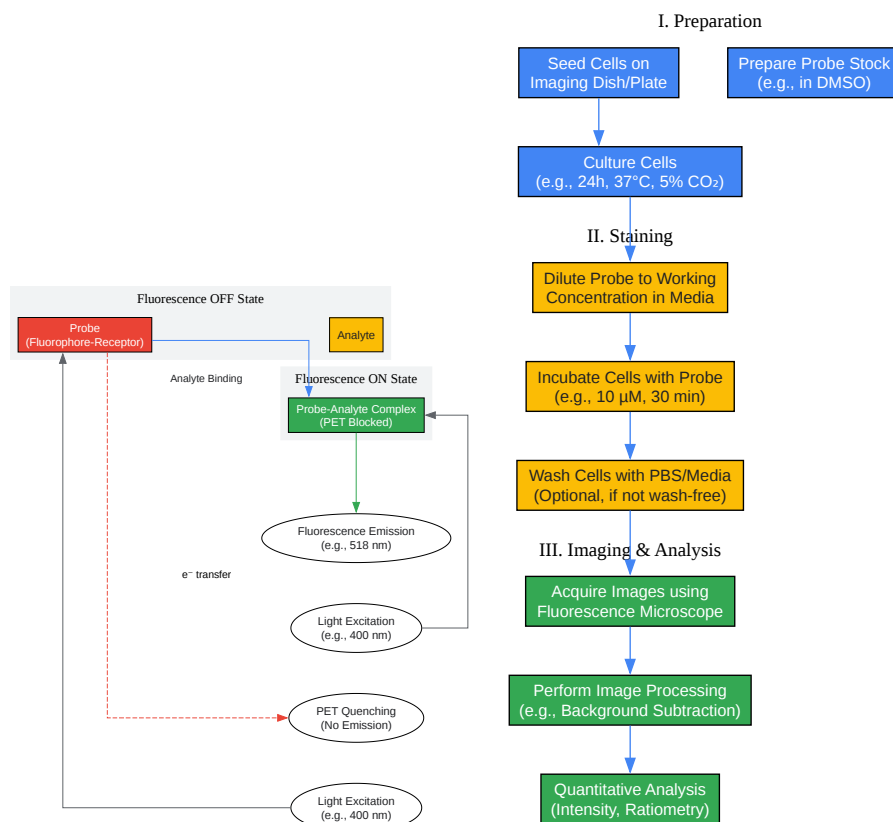 I. Preparation
Seed Cells on
Imaging Dish/Plate
Prepare Probe Stock
(e.g., in DMSO)
Culture Cells
(e.g., 24h, 37°C, 5% CO₂)
II. Staining
Dilute Probe to Working
Concentration in Media
Incubate Cells with Probe
(e.g., 10 µM, 30 min)
Wash Cells with PBS/Media
(Optional, if not wash-free)
III. Imaging & Analysis
Acquire Images using
Fluorescence Microscope
Perform Image Processing
(e.g., Background Subtraction)
Quantitative Analysis
(Intensity, Ratiometry)
Fluorescence OFF State
Probe
(Fluorophore-Receptor)
Analyte
Analyte Binding
Fluorescence ON State
Probe-Analyte Complex
(PET Blocked)
Fluorescence Emission
(e.g., 518 nm)
e⁻ transfer
Light Excitation
(e.g., 400 nm)
PET Quenching
(No Emission)
Light Excitation
(e.g., 400 nm)